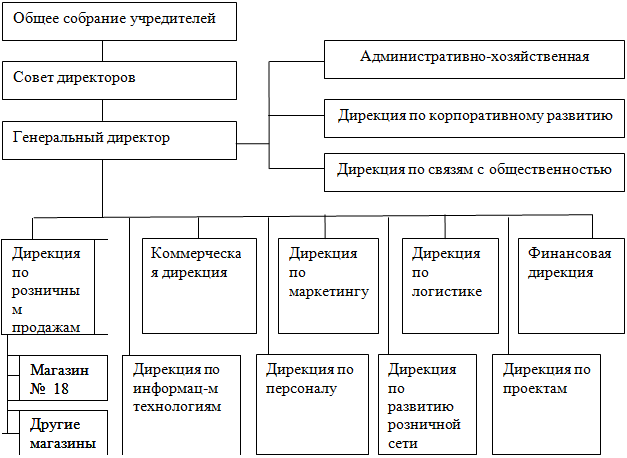 Общее собрание учредителей
Совет директоров
Генеральный директор
Административно-хозяйственная
Дирекция по корпоративному развитию
Дирекция по связям с общественностью
Дирекция
по
розничны
м
продажам
Коммерческа
я дирекция
Дирекция
по
маркетингу
Дирекция
по
логистике
Финансовая
дирекция
Магазин
№ 18
Другие
магазины
Дирекция по
информац-м
технологиям
Дирекция по
персоналу
Дирекция
по
развитию
розничной
сети
Дирекция по
проектам